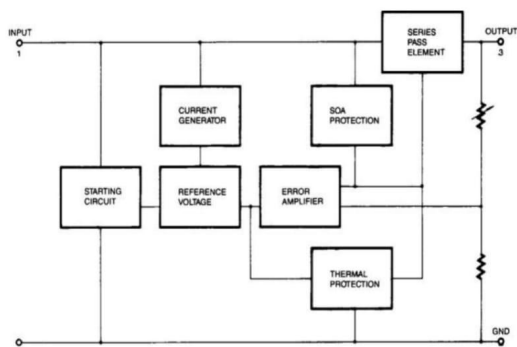 INPUT
1
SERIES
PASS
ELEMENT
OUTPUT
3
CURRENT
GENERATOR
SOA
PROTECTION
STARTING
CIRCUIT
REFERENCE
VOLTAGE
ERROR
AMPLIFIER
THERMAL
PROTECTION
GND